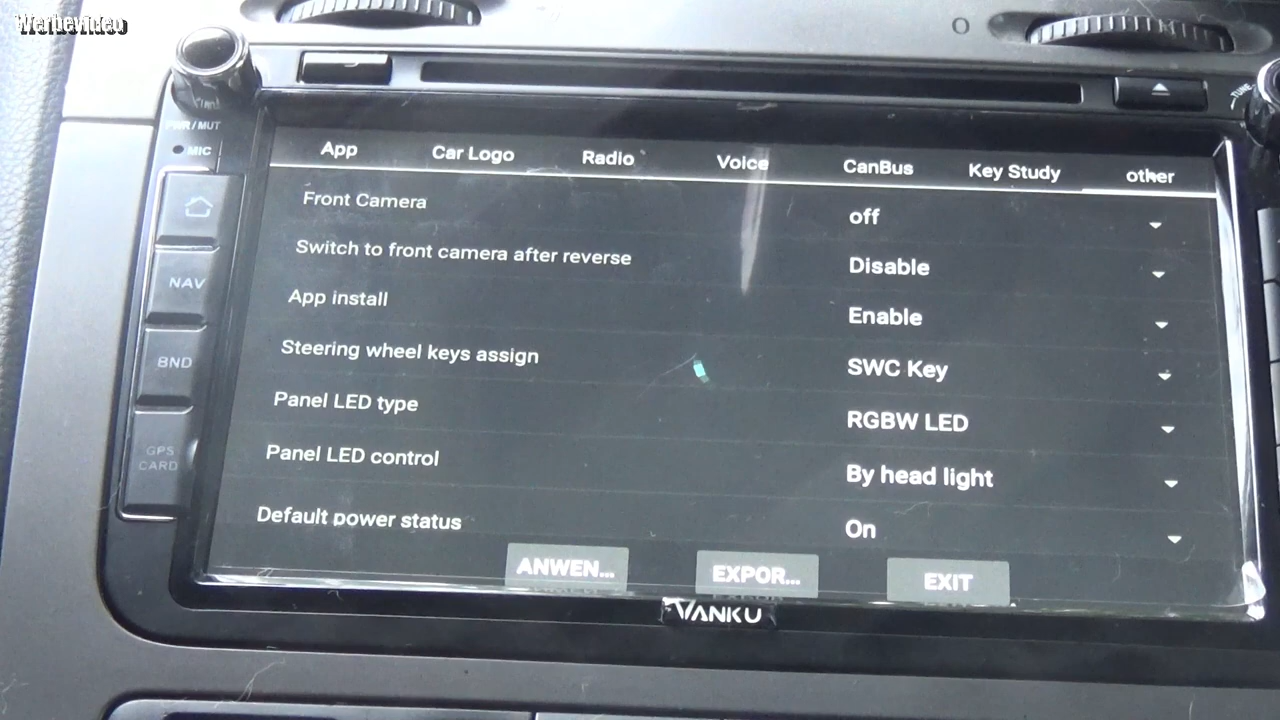 Werbevideo
O
TUNE
PWR/MUT
MIC
App Car Logo Radio Voice CanBus Key Study other
Front Camera off
Switch to front camera after reverse Disable
App install Enable
Steering wheel keys assign SWC Key
Panel LED type RGBW LED
Panel LED control By head light
Default power status On
ANWEN... EXPOR... EXIT
NAV
BND
GPS
CARD
VANKU